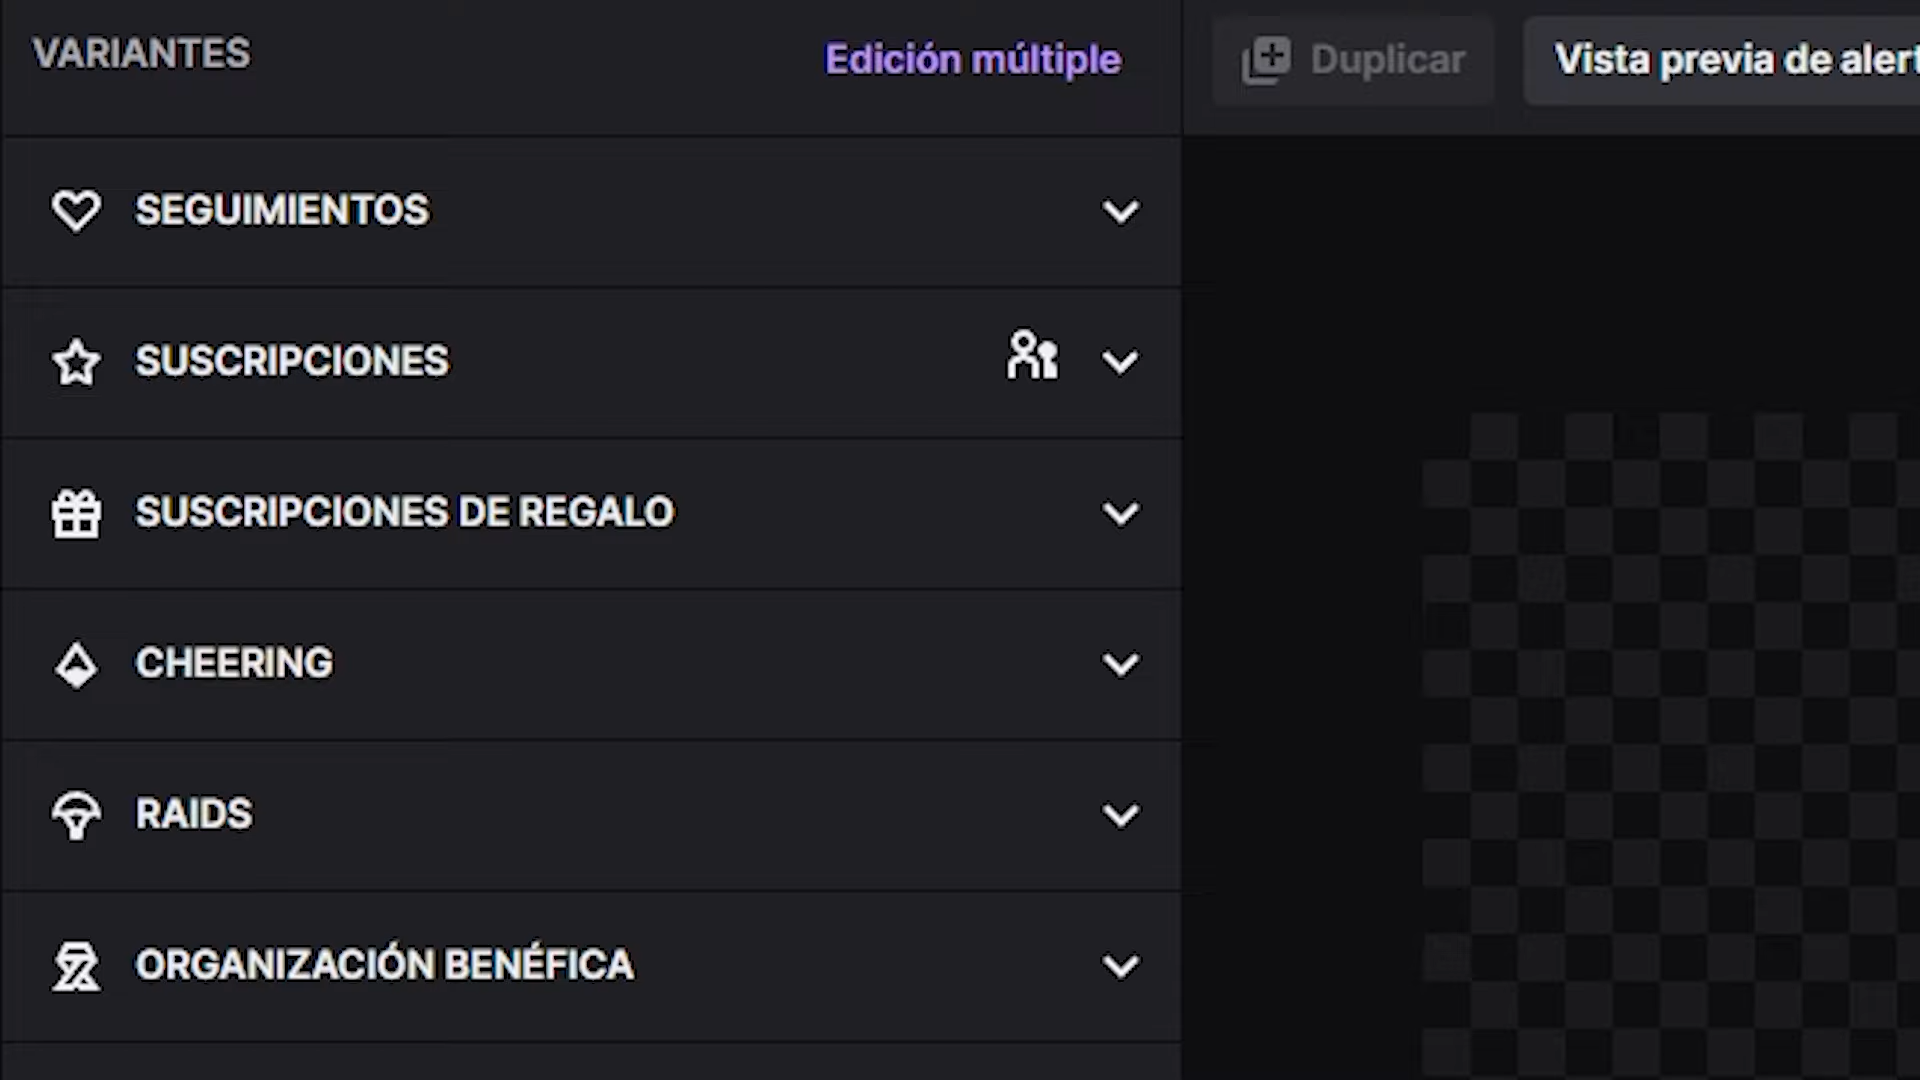 VARIANTES
Edición múltiple
Duplicar
Vista previa de alert
SEGUIMIENTOS
SUSCRIPCIONES
SUSCRIPCIONES DE REGALO
CHEERING
RAIDS
ORGANIZACIÓN BENÉFICA